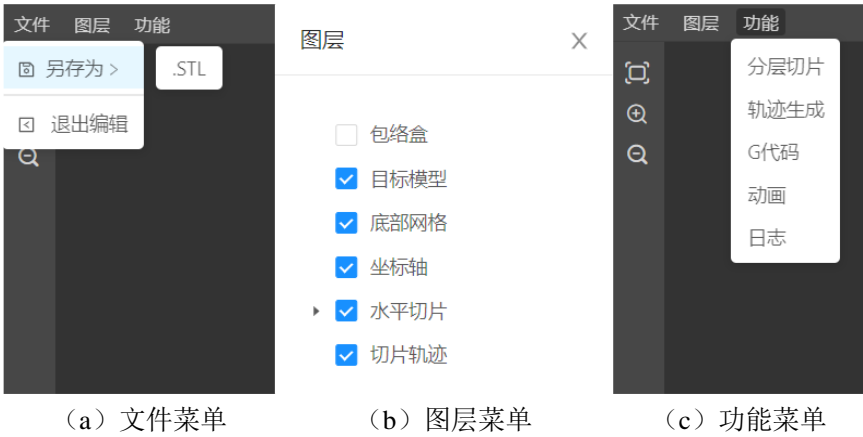 文件 图层 功能
另存为 >
.STL
退出编辑
图层
包络盒
目标模型
底部网格
坐标轴
水平切片
切片轨迹
文件 图层 功能
分层切片
轨迹生成
G代码
动画
日志
（a）文件菜单
（b）图层菜单
（c）功能菜单